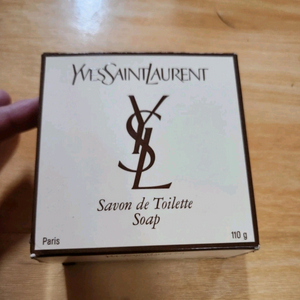 YVESSAINTLAURENT
YSL
Savon de Toilette
Soap
Paris
110 g